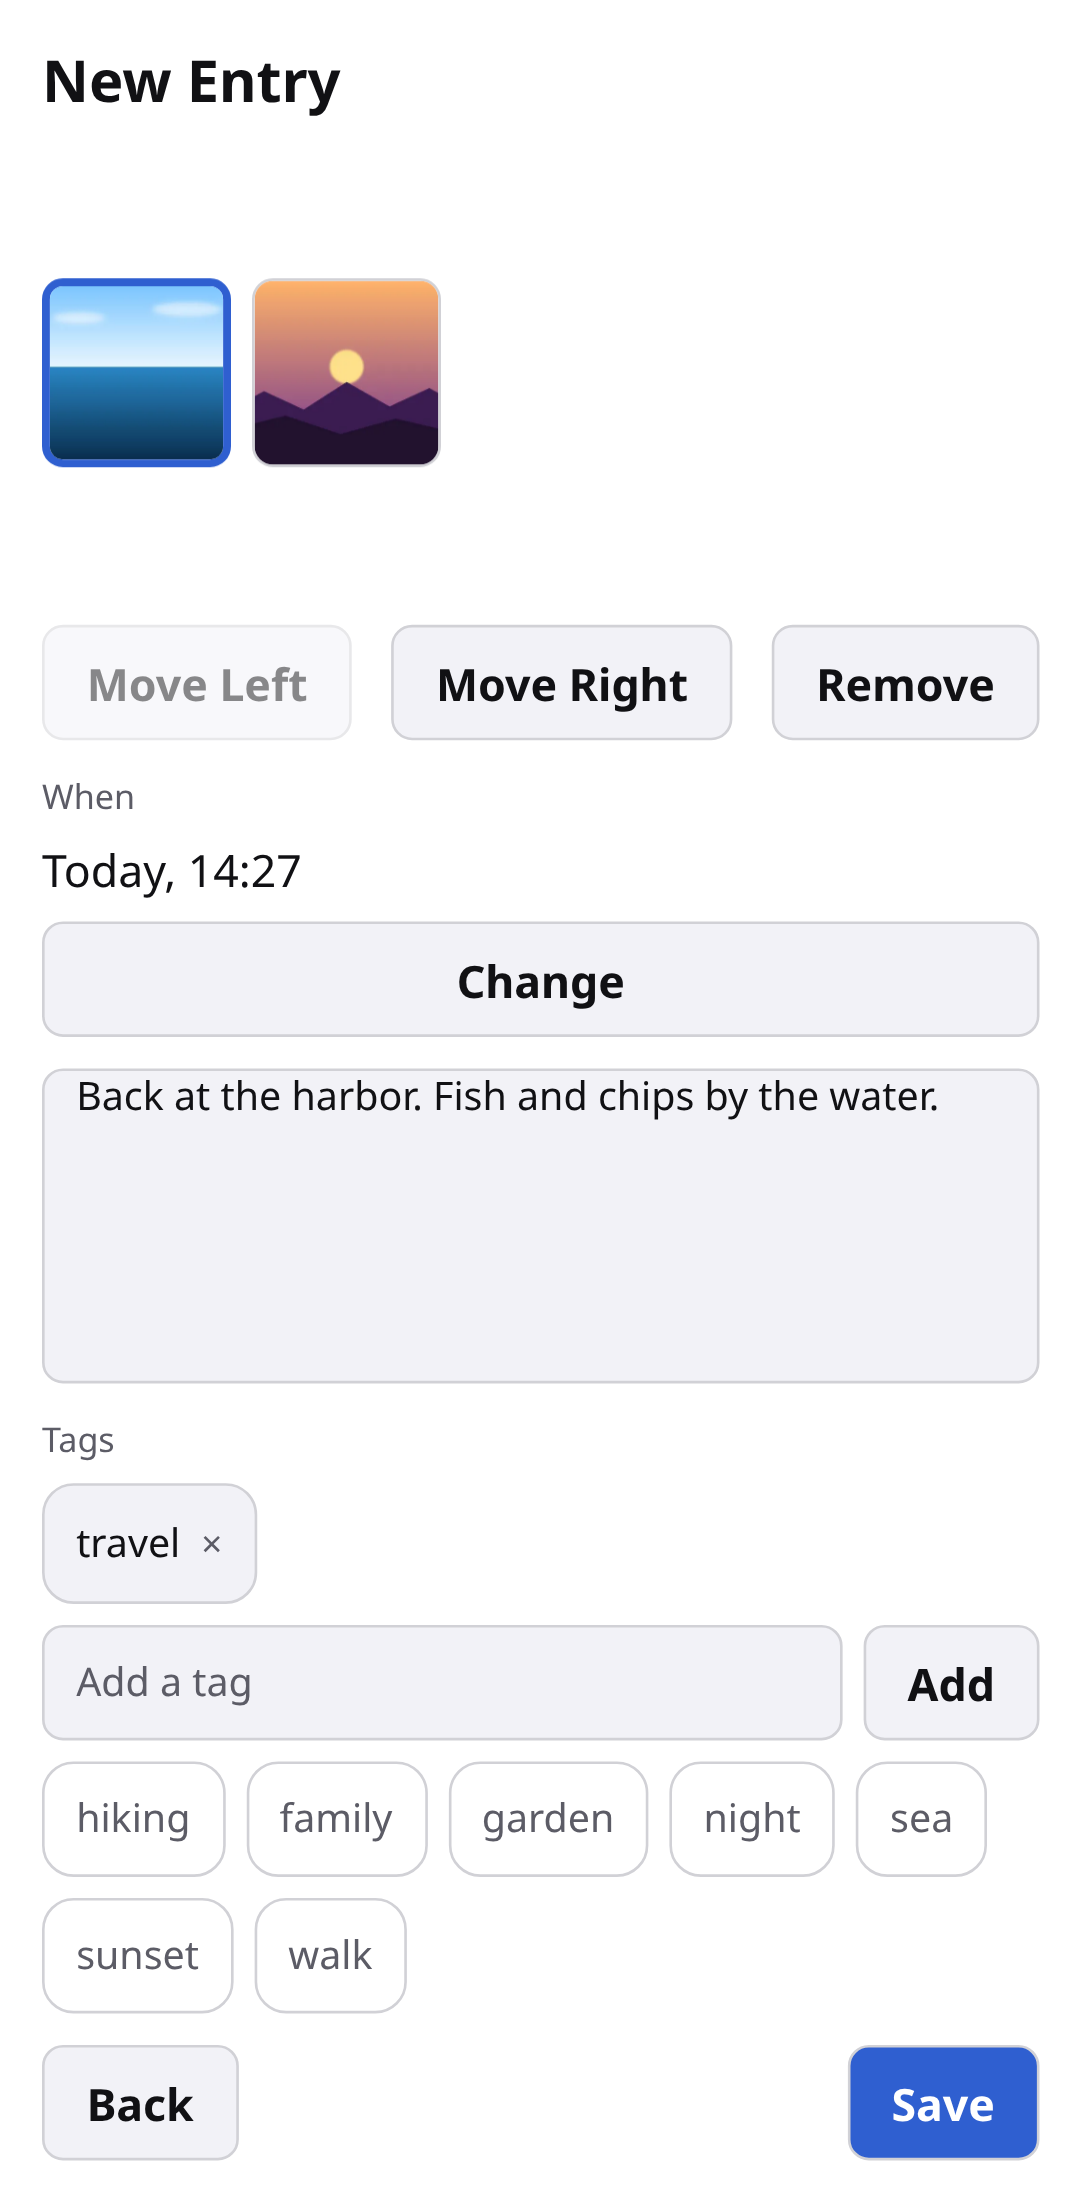 New Entry
Move Left Move Right Remove
When
Today, 14:27
Change
Back at the harbor. Fish and chips by the water.
Tags
travel ×
Add a tag Add
hiking family garden night sea
sunset walk
Back Save